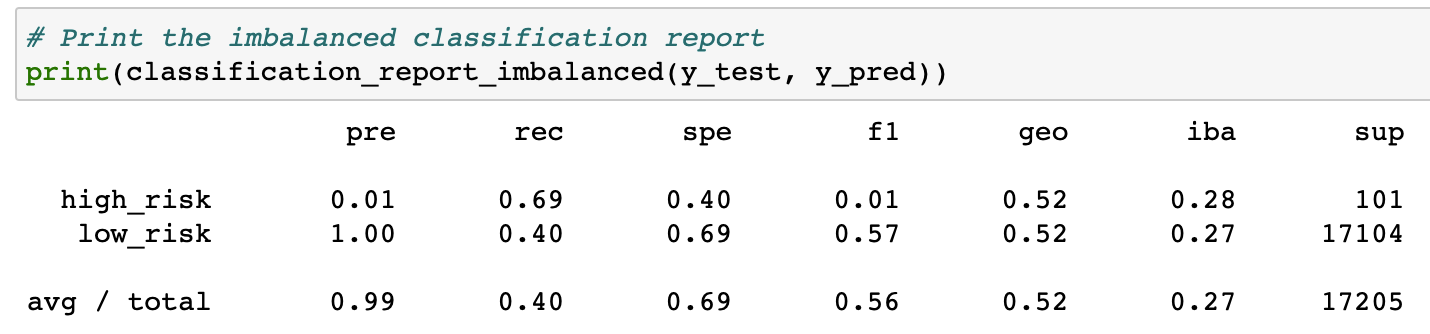 # Print the imbalanced classification report
print(classification_report_imbalanced(y_test, y_pred))
pre rec spe f1 geo iba sup
high_risk 0.01 0.69 0.40 0.01 0.52 0.28 101
low_risk 1.00 0.40 0.69 0.57 0.52 0.27 17104
avg / total 0.99 0.40 0.69 0.56 0.52 0.27 17205